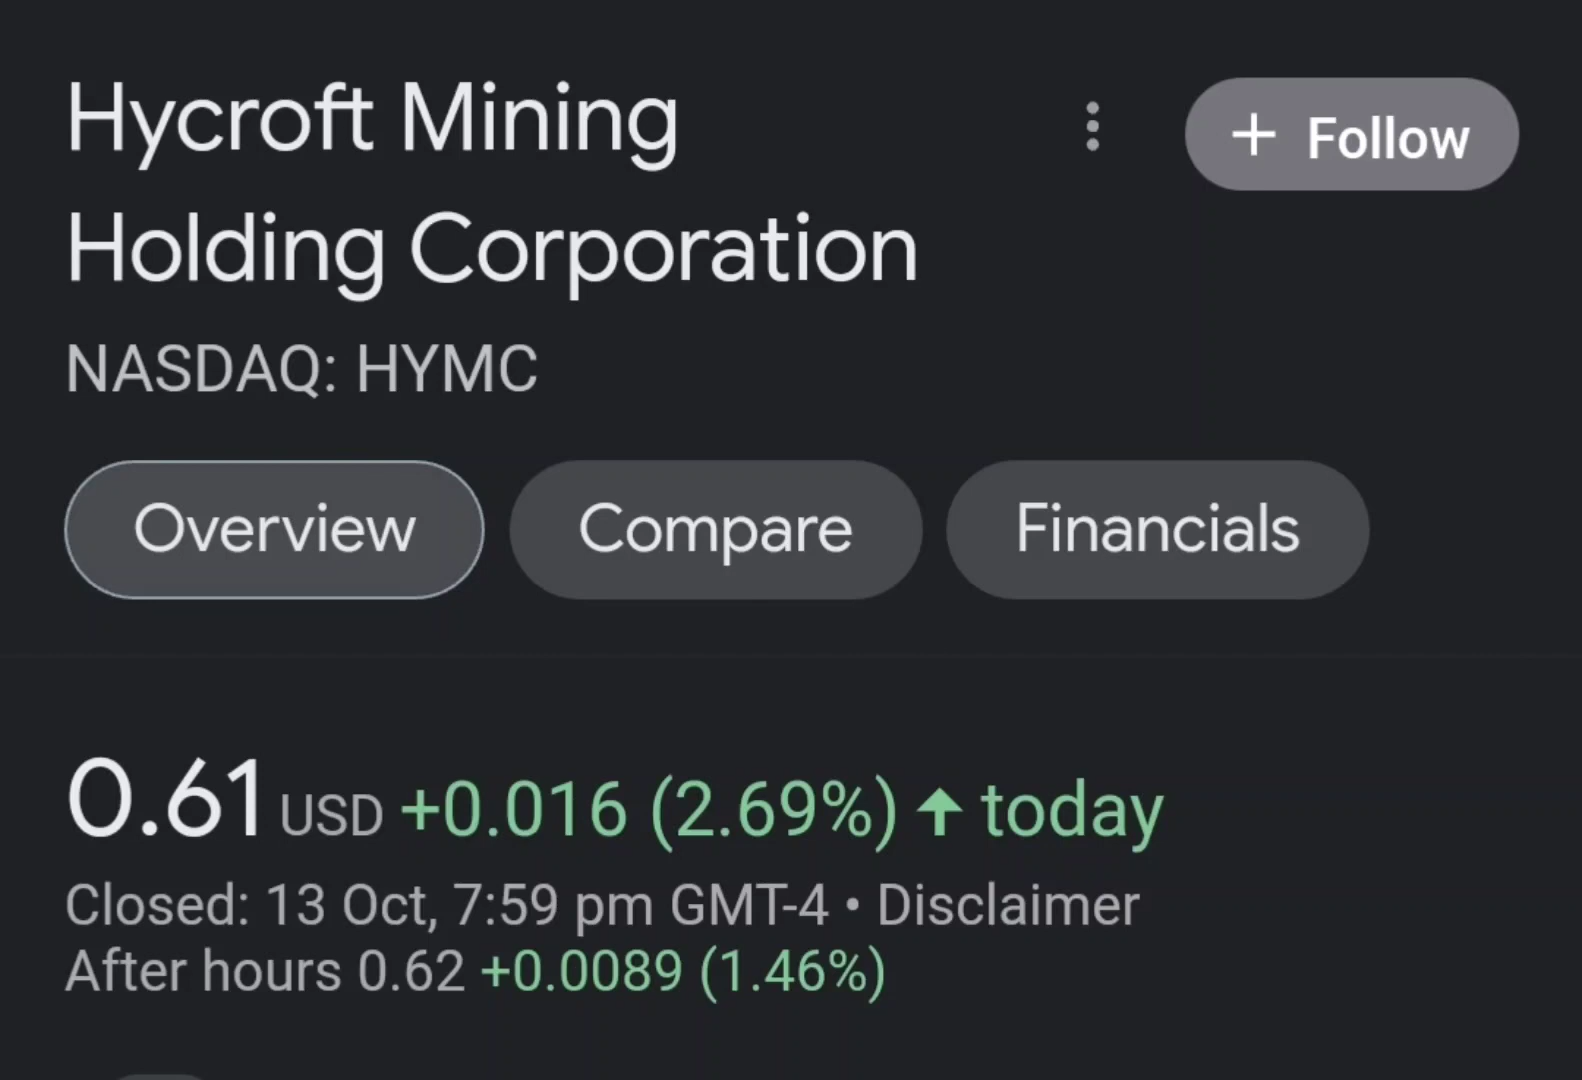 Hycroft Mining
Holding Corporation
+ Follow
NASDAQ: HYMC
Overview
Compare
Financials
0.61 USD +0.016 (2.69%) ↑ today
Closed: 13 Oct, 7:59 pm GMT-4 • Disclaimer
After hours 0.62 +0.0089 (1.46%)